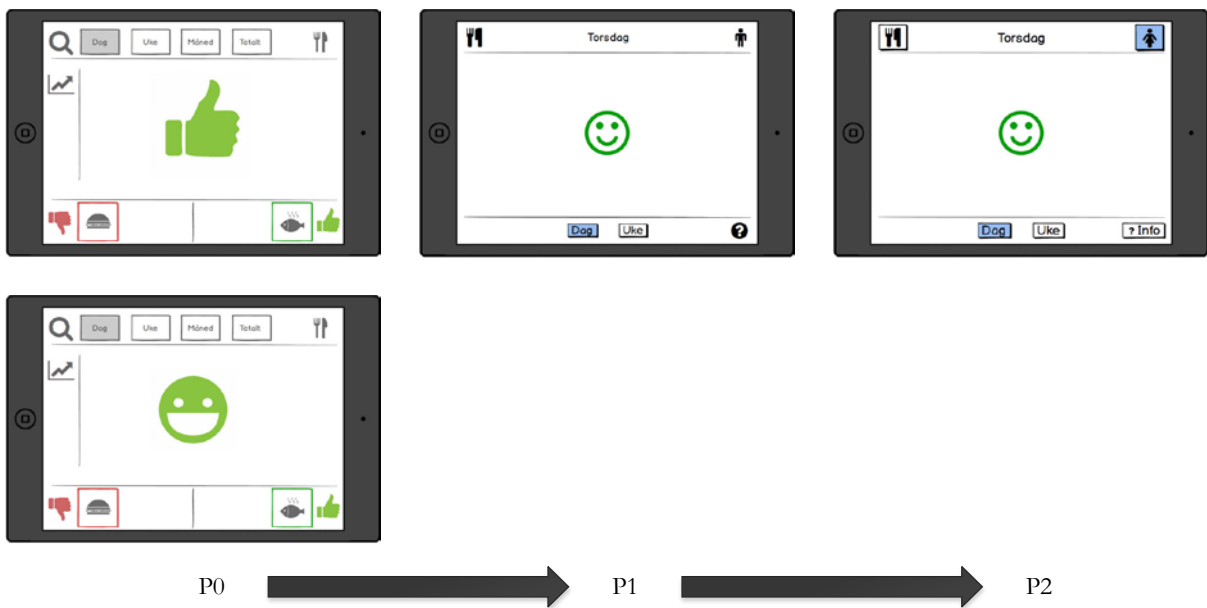 Dag Uke Måned Totalt
Torsdag
Dag Uke ?
Torsdag
Dag Uke ? Info
Dag Uke Måned Totalt
P0 P1 P2